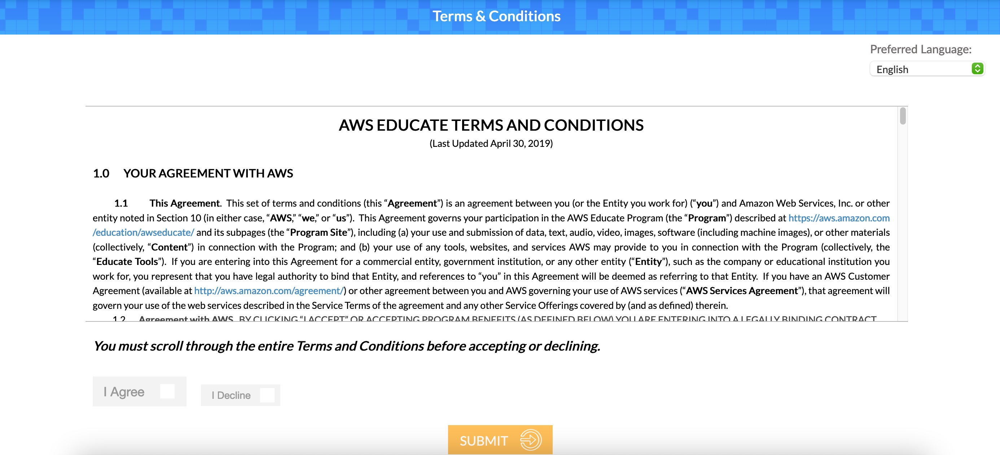 Terms & Conditions
Preferred Language:
English
AWS EDUCATE TERMS AND CONDITIONS
(Last Updated April 30, 2019)
1.0 YOUR AGREEMENT WITH AWS
1.1 This Agreement. This set of terms and conditions (this “Agreement”) is an agreement between you (or the Entity you work for) (“you”) and Amazon Web Services, Inc. or other
entity noted in Section 10 (in either case, “AWS,” “we,” or “us”). This Agreement governs your participation in the AWS Educate Program (the “Program”) described at https://aws.amazon.com
/education/awseducate/ and its subpages (the “Program Site”), including (a) your use and submission of data, text, audio, video, images, software (including machine images), or other materials
(collectively, “Content”) in connection with the Program; and (b) your use of any tools, websites, and services AWS may provide to you in connection with the Program (collectively, the
“Educate Tools”). If you are entering into this Agreement for a commercial entity, government institution, or any other entity (“Entity”), such as the company or educational institution you
work for, you represent that you have legal authority to bind that Entity, and references to “you” in this Agreement will be deemed as referring to that Entity. If you have an AWS Customer
Agreement (available at http://aws.amazon.com/agreement/) or other agreement between you and AWS governing your use of AWS services (“AWS Services Agreement”), that agreement will
govern your use of the web services described in the Service Terms of the agreement and any other Service Offerings covered by (and as defined) therein.
1.2 Agreement with AWS. BY CLICKING “I ACCEPT” OR ACCEPTING PROGRAM BENEFITS (AS DEFINED BELOW) YOU ARE ENTERING INTO A LEGALLY BINDING CONTRACT
You must scroll through the entire Terms and Conditions before accepting or declining.
I Agree
I Decline
SUBMIT